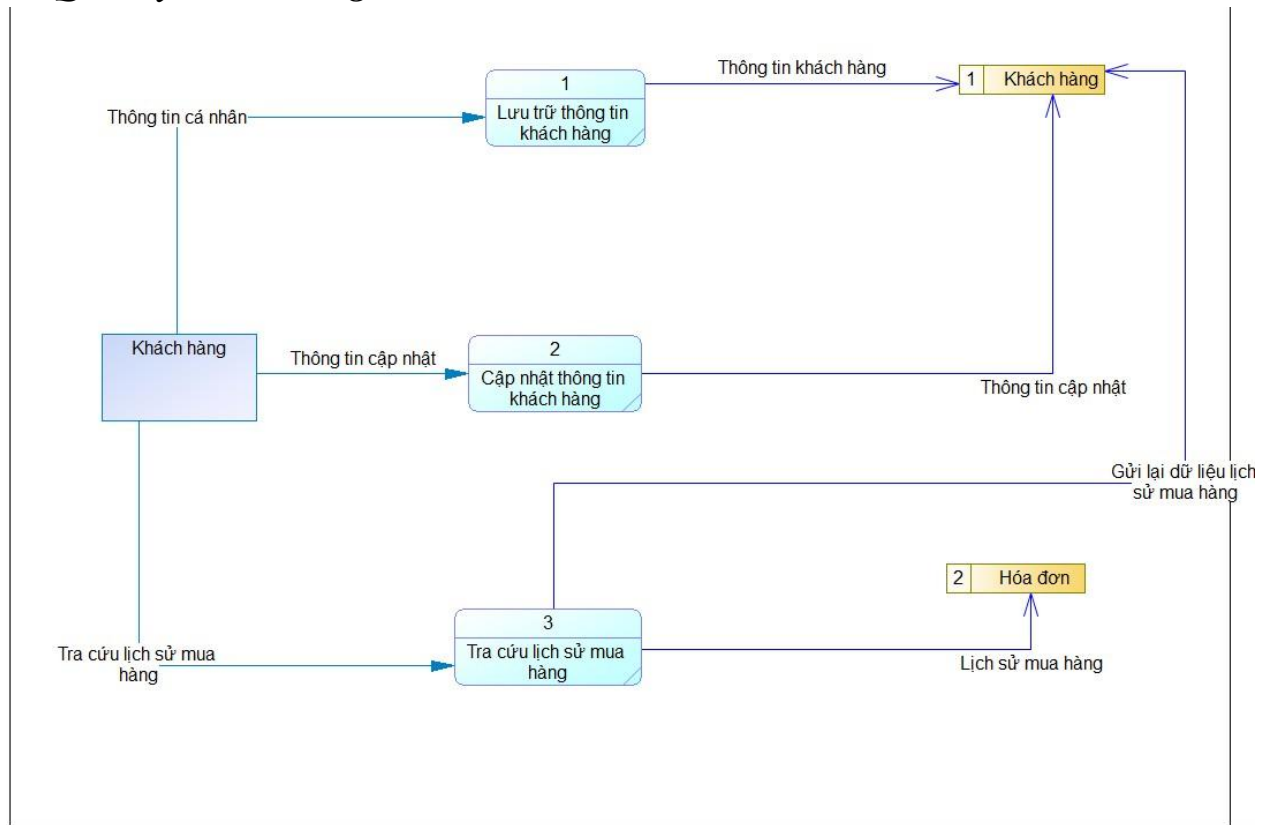 1
Thông tin khách hàng
1
Khách hàng
Thông tin cá nhân
Lưu trữ thông tin
khách hàng
Khách hàng
Thông tin cập nhật
2
Cập nhật thông tin
khách hàng
Thông tin cập nhật
Gửi lại dữ liệu lịch
sử mua hàng
2
Hóa đơn
3
Tra cứu lịch sử mua
hàng
Tra cứu lịch sử mua
hàng
Lịch sử mua hàng